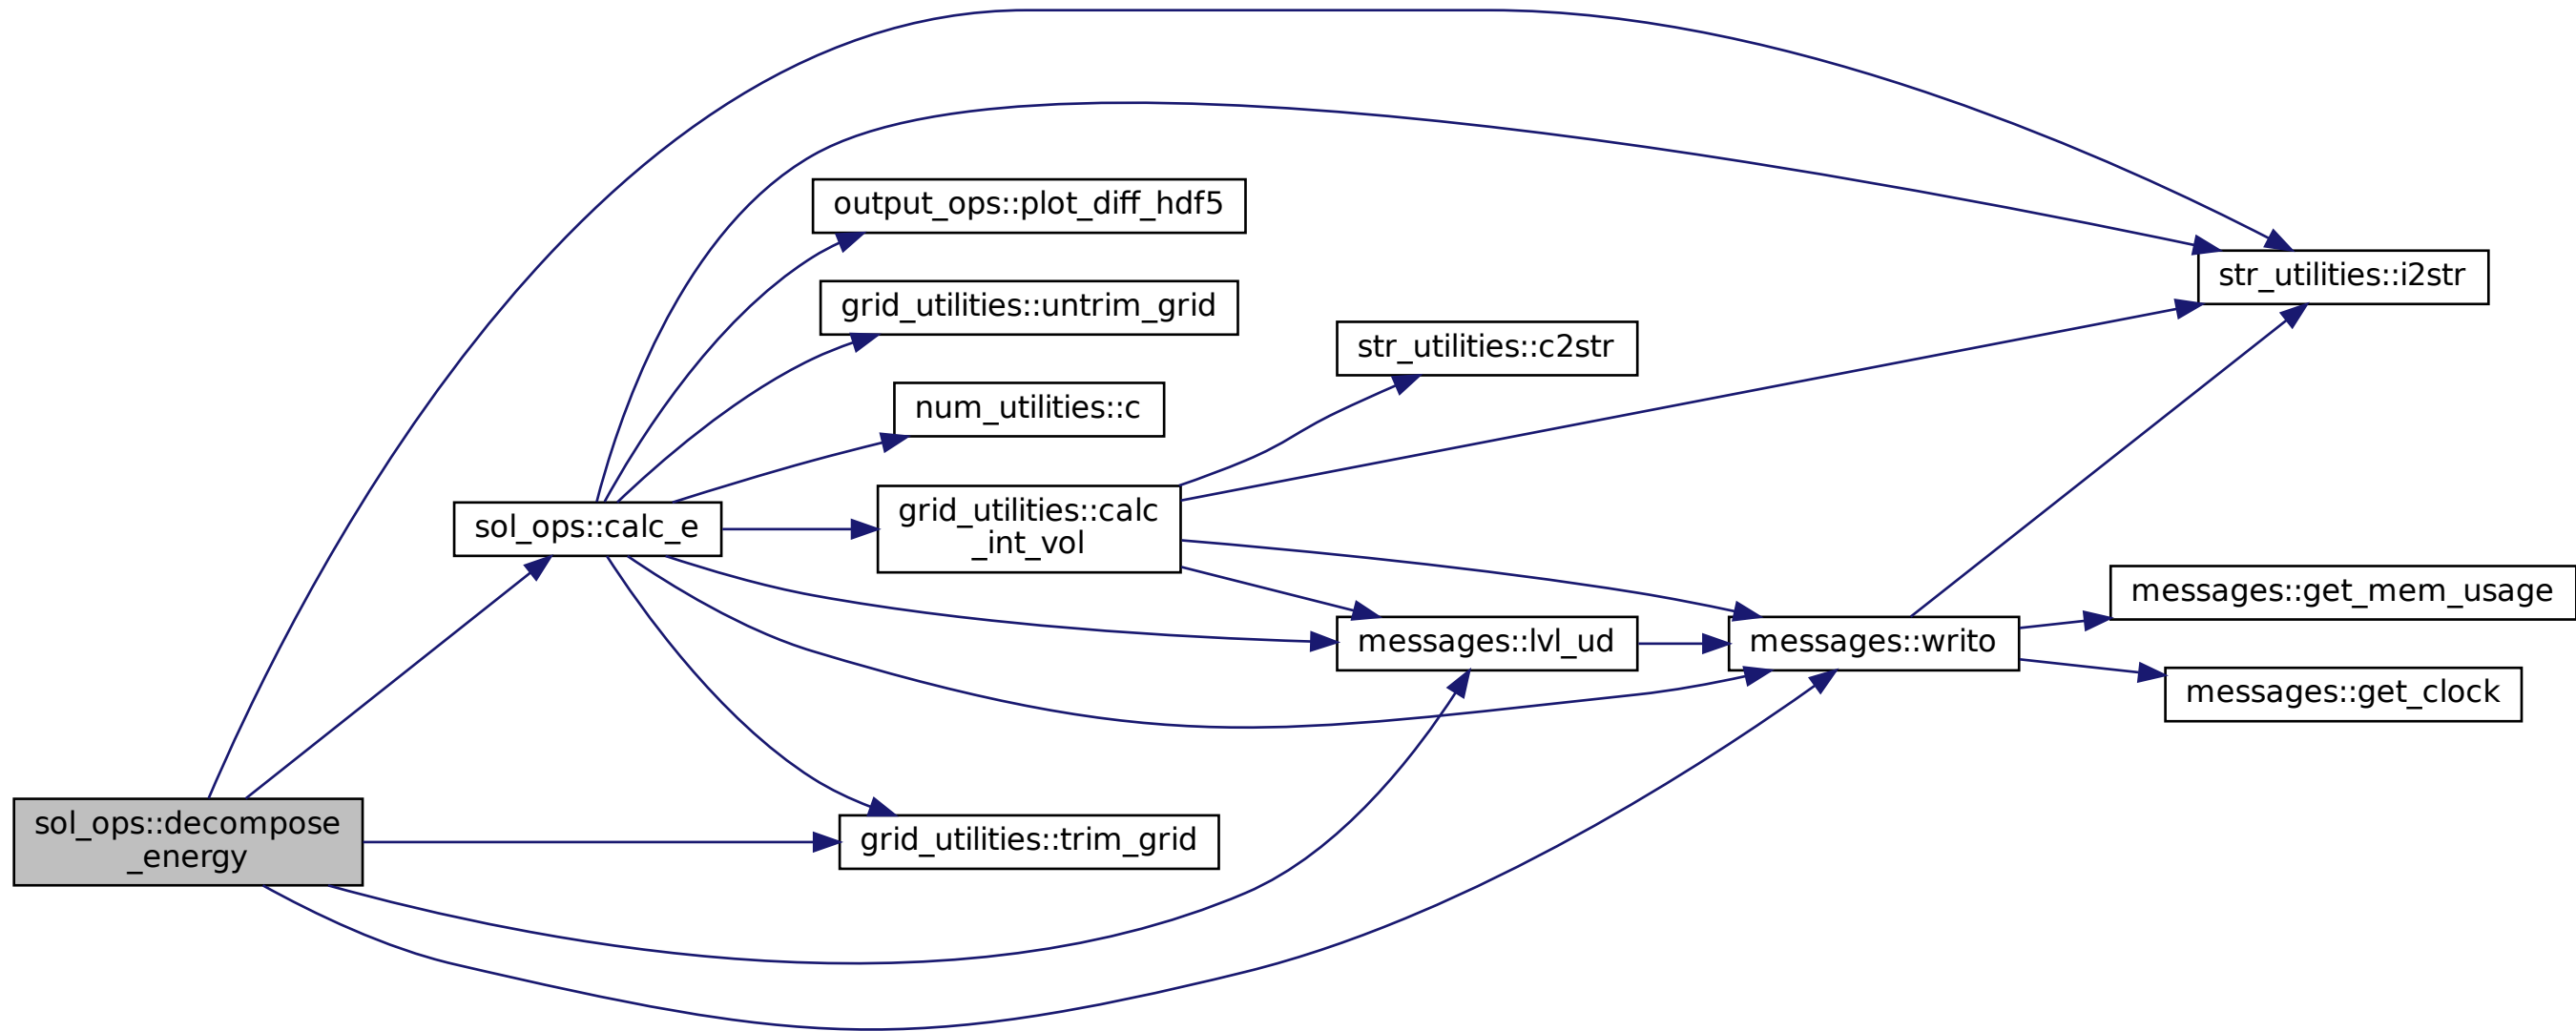 output_ops::plot_diff_hdf5
grid_utilities::untrim_grid
str_utilities::i2str
str_utilities::c2str
num_utilities::c
sol_ops::calc_e
grid_utilities::calc
_int_vol
messages::get_mem_usage
messages::lvl_ud
messages::writo
messages::get_clock
sol_ops::decompose
_energy
grid_utilities::trim_grid